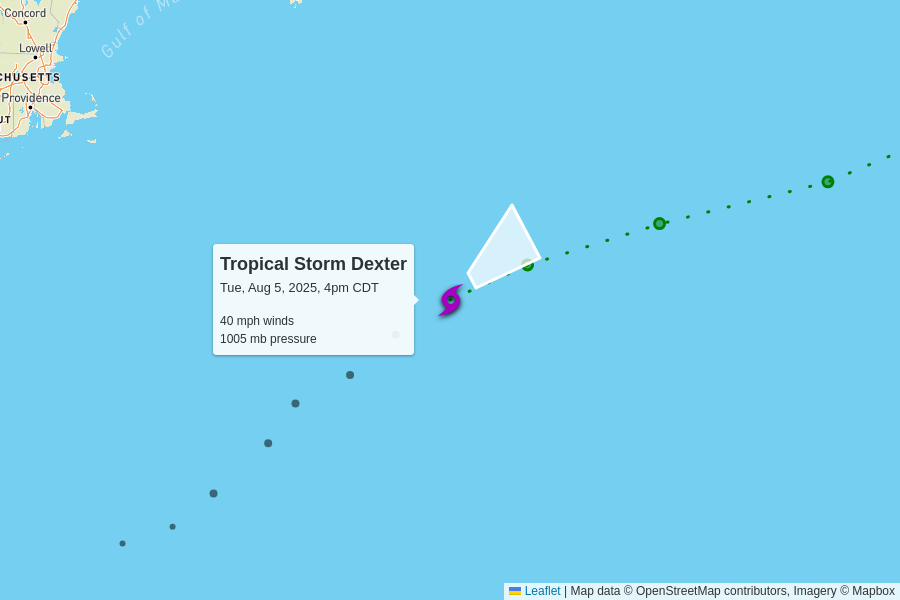 Concord
Gulf of Ma
Lowell
CHUSETTS
Providence
UT
Tropical Storm Dexter
Tue, Aug 5, 2025, 4pm CDT
40 mph winds
1005 mb pressure
Leaflet | Map data © OpenStreetMap contributors, Imagery © Mapbox